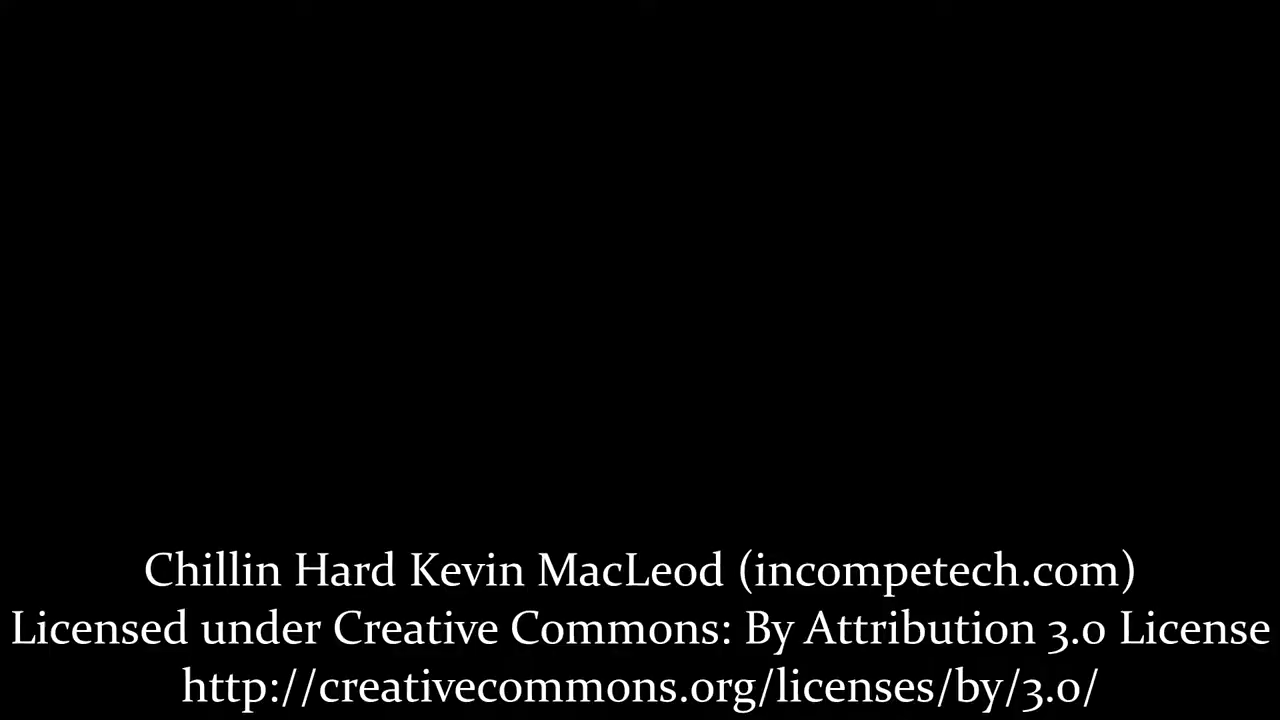 Chillin Hard Kevin MacLeod (incompetech.com)
Licensed under Creative Commons: By Attribution 3.0 License
http://creativecommons.org/licenses/by/3.0/